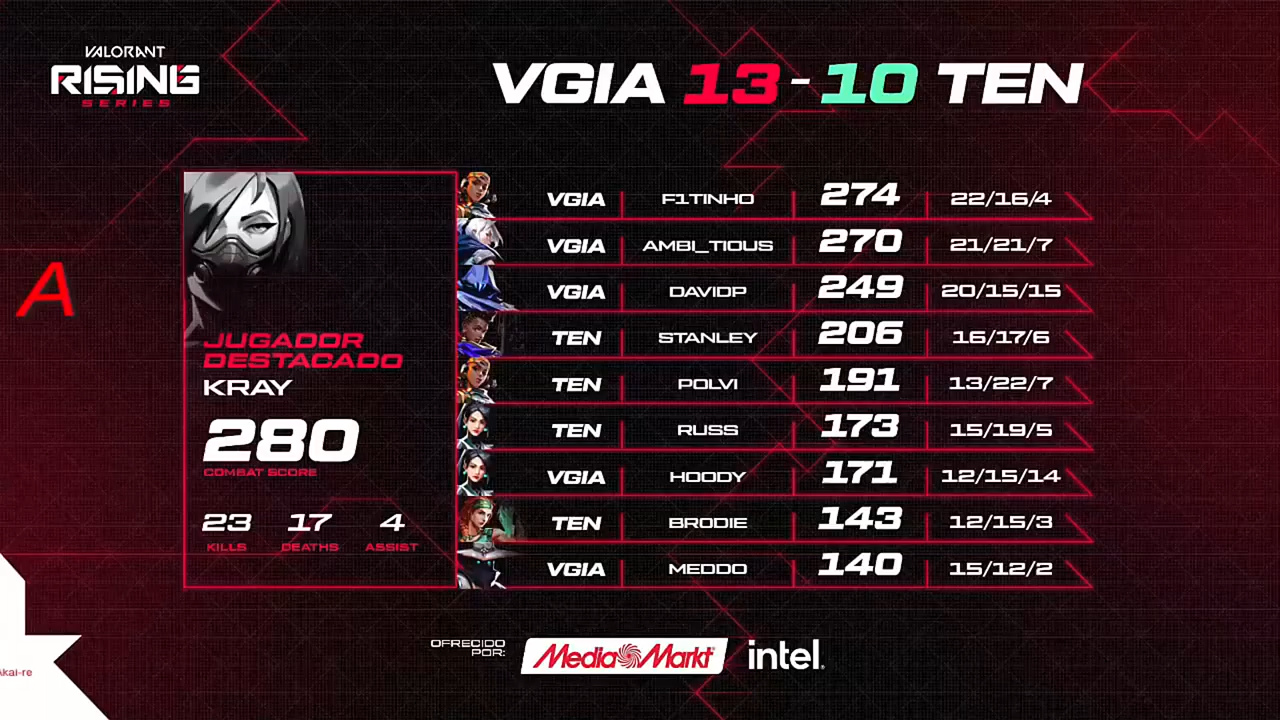 VALORANT
RISING
SERIES
VGIA 13 - 10 TEN
A
JUGADOR
DESTACADO
KRAY
280
COMBAT SCORE
23 17 4
KILLS DEATHS ASSIST
VGIA F1TINHO 274 22/16/4
VGIA AMBI_TIOUS 270 21/21/7
VGIA DAVIDP 249 20/15/15
TEN STANLEY 206 16/17/6
TEN POLVI 191 13/22/7
TEN RUSS 173 15/19/5
VGIA HOODY 171 12/15/14
TEN BRODIE 143 12/15/3
VGIA MEDDO 140 15/12/2
OFRECIDO
POR:
MediaMarkt
intel.
Akai-re